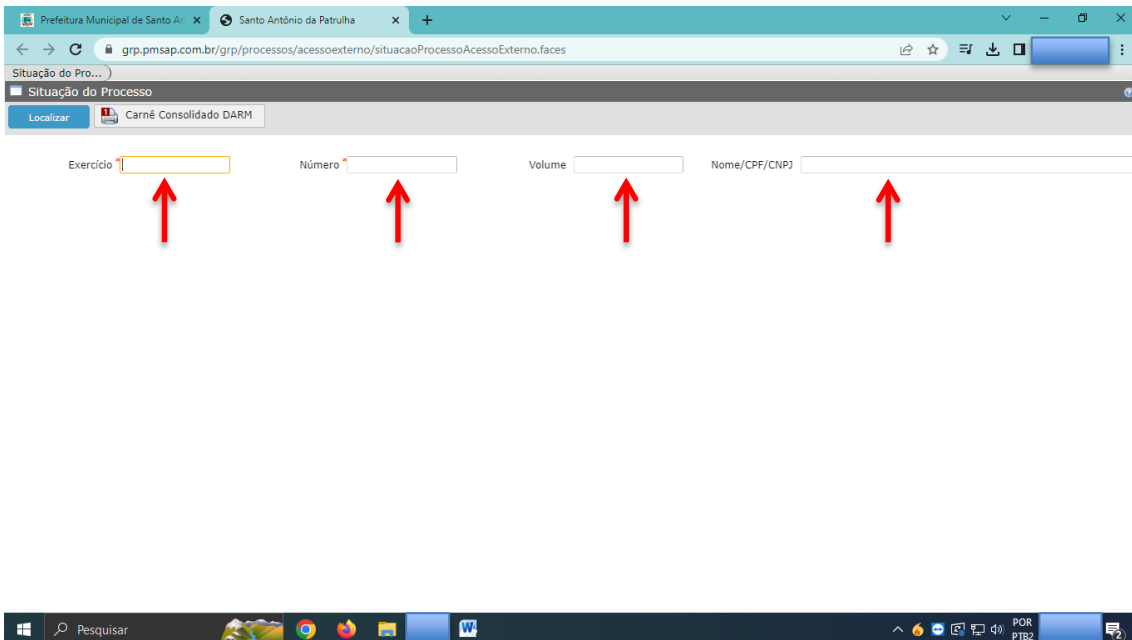 Prefeitura Municipal de Santo An
Santo Antônio da Patrulha
grp.pmsap.com.br/grp/processos/acessoexterno/situacaoProcessoAcessoExterno.faces
Situação do Pro...
Situação do Processo
Localizar
Carnê Consolidado DARM
Exercício *
Número *
Volume
Nome/CPF/CNPJ
Pesquisar
POR
PTB2
2